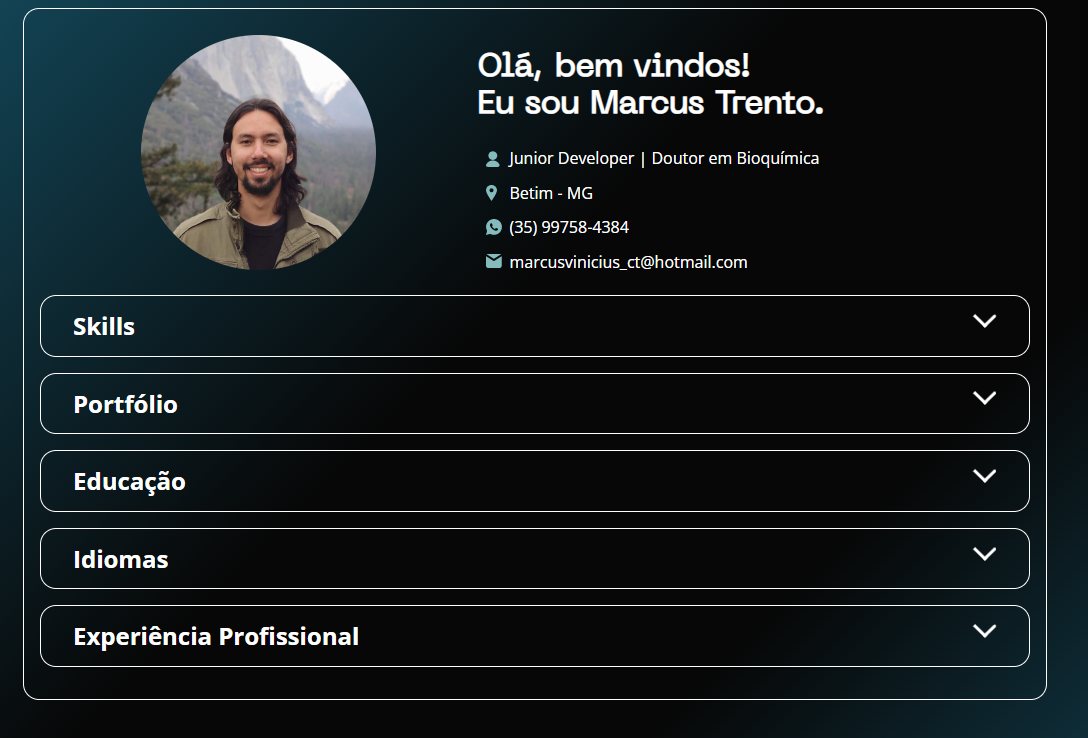 Olá, bem vindos!
Eu sou Marcus Trento.
Junior Developer | Doutor em Bioquímica
Betim - MG
(35) 99758-4384
marcusvinicius_ct@hotmail.com
Skills
Portfólio
Educação
Idiomas
Experiência Profissional